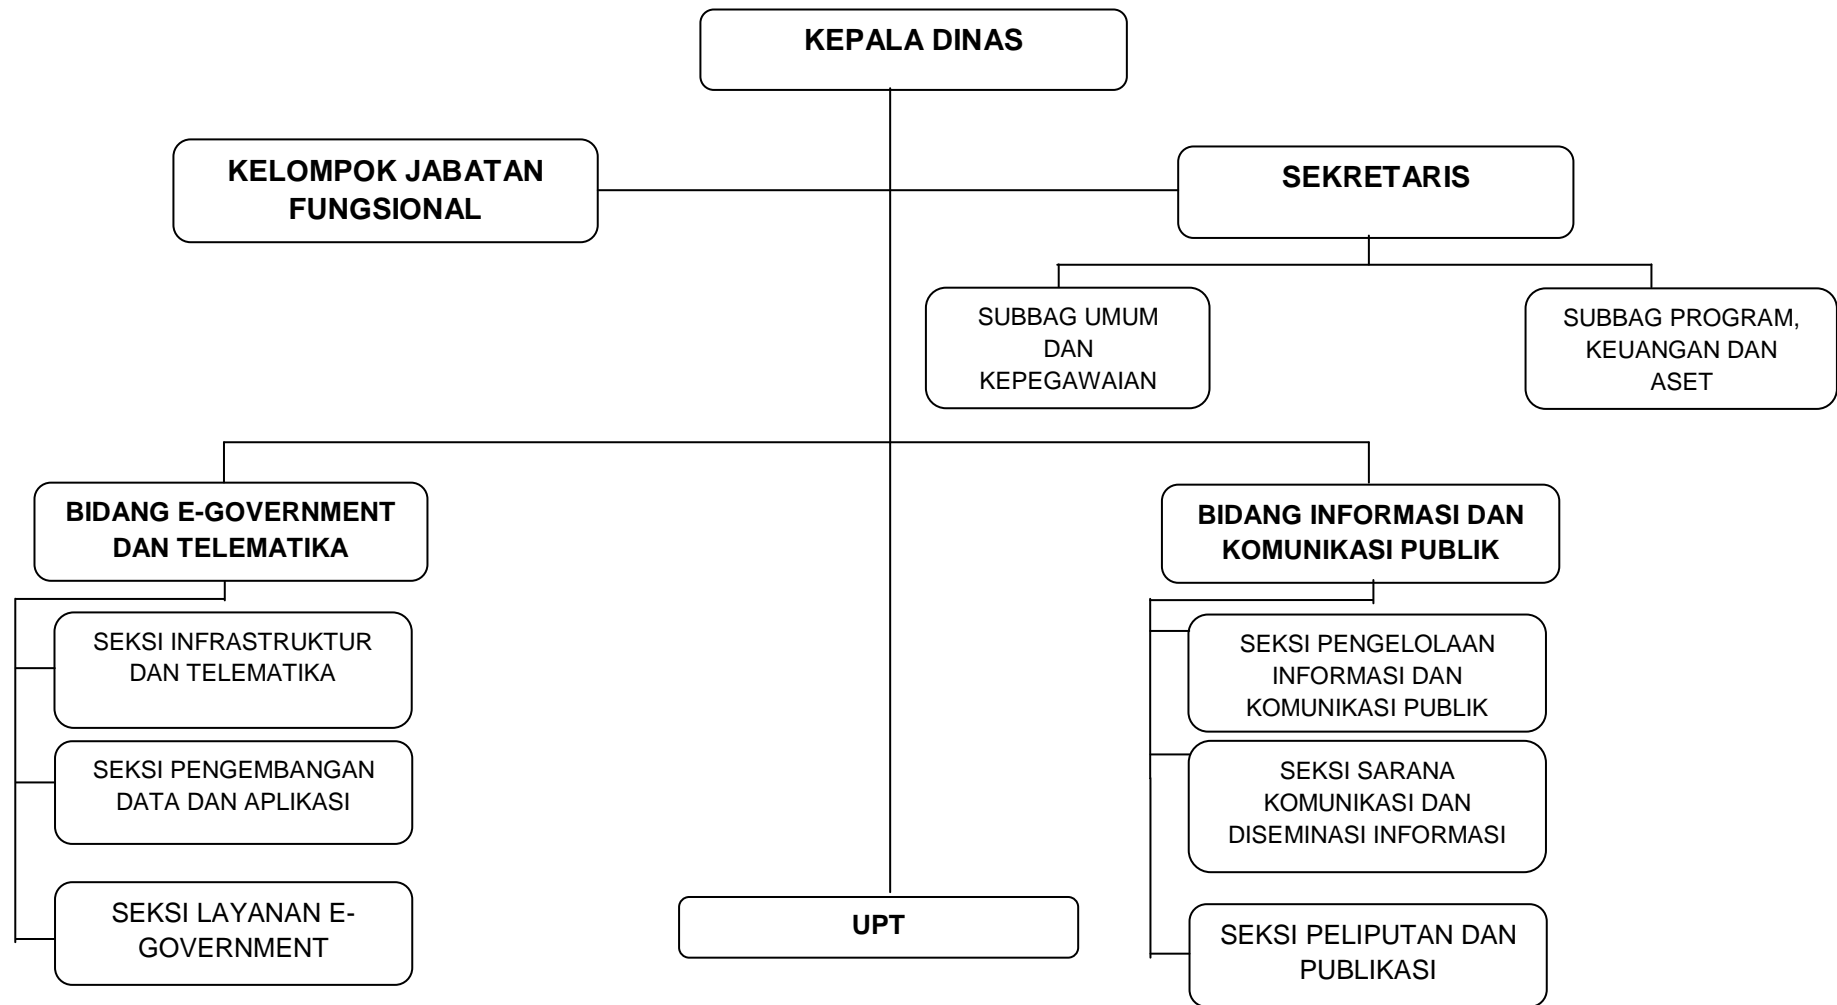 KEPALA DINAS
KELOMPOK JABATAN
FUNGSIONAL
SEKRETARIS
SUBBAG UMUM
DAN
KEPEGAWAIAN
SUBBAG PROGRAM,
KEUANGAN DAN
ASET
BIDANG E-GOVERNMENT
DAN TELEMATIKA
SEKSI INFRASTRUKTUR
DAN TELEMATIKA
SEKSI PENGEMBANGAN
DATA DAN APLIKASI
SEKSI LAYANAN E-
GOVERNMENT
UPT
BIDANG INFORMASI DAN
KOMUNIKASI PUBLIK
SEKSI PENGELOLAAN
INFORMASI DAN
KOMUNIKASI PUBLIK
SEKSI SARANA
KOMUNIKASI DAN
DISEMINASI INFORMASI
SEKSI PELIPUTAN DAN
PUBLIKASI